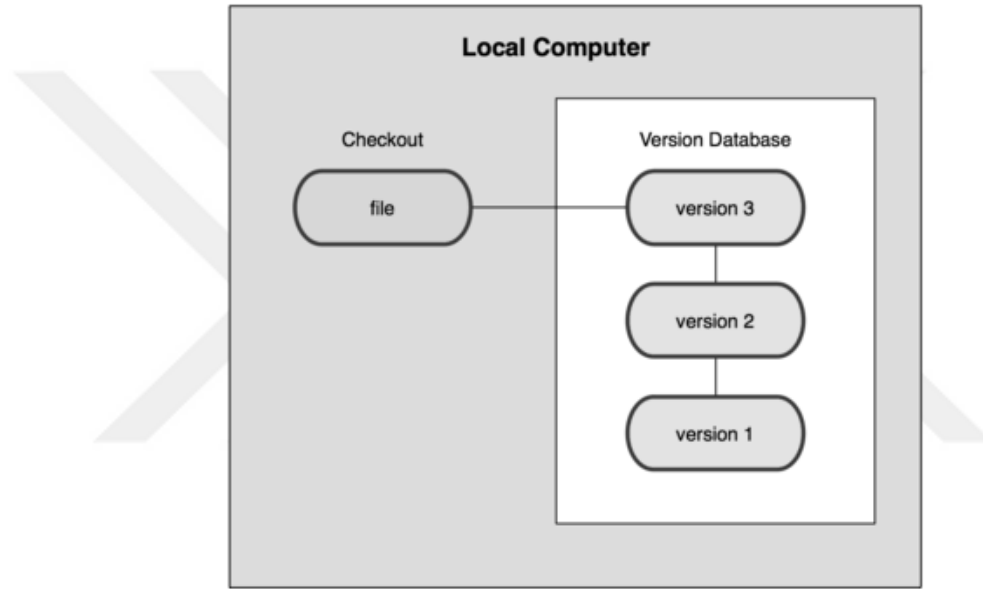 Local Computer
Checkout
file
Version Database
version 3
version 2
version 1